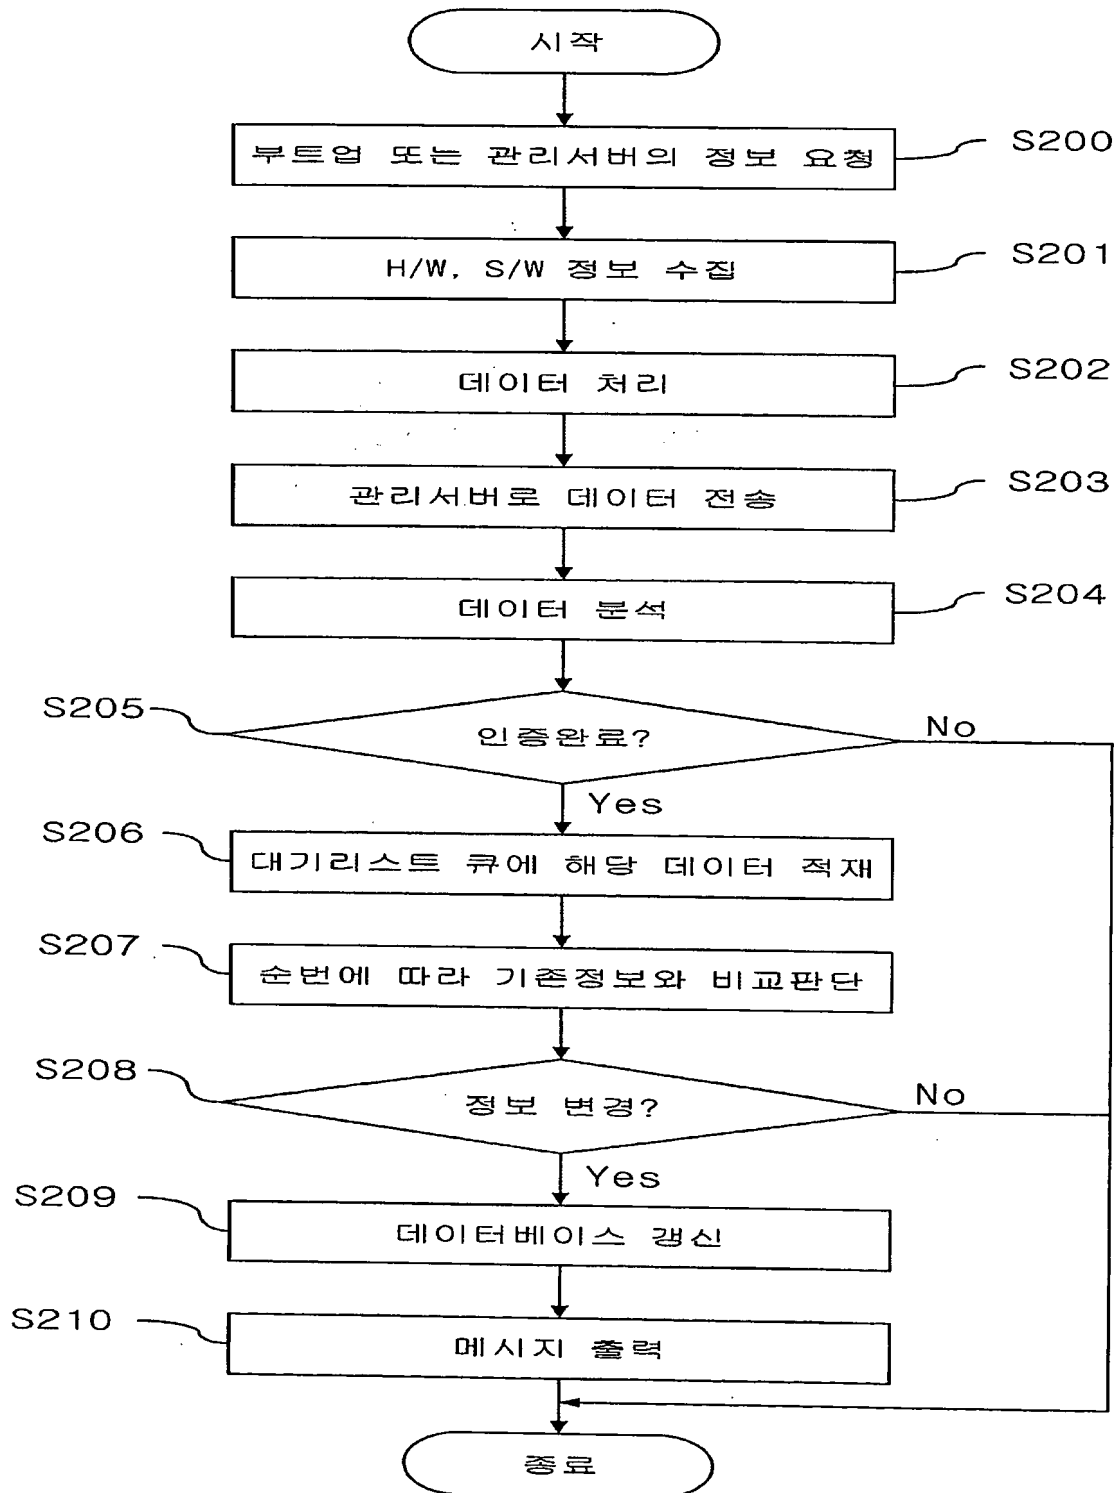 시작
부트업 또는 관리서버의 정보 요청
S200
H/W, S/W 정보 수집
S201
데이터 처리
S202
관리서버로 데이터 전송
S203
데이터 분석
S204
S205
인증완료?
No
Yes
S206
대기리스트 큐에 해당 데이터 적재
S207
순번에 따라 기존정보와 비교판단
S208
정보 변경?
No
Yes
S209
데이터베이스 갱신
S210
메시지 출력
종료